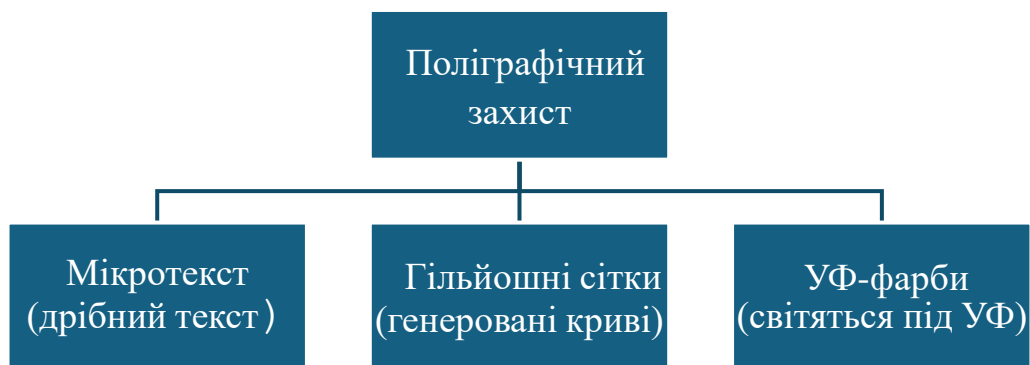 Поліграфічний
захист
Мікротекст
(дрібний текст)
Гільйошні сітки
(генеровані криві)
УФ-фарби
(світяться під УФ)